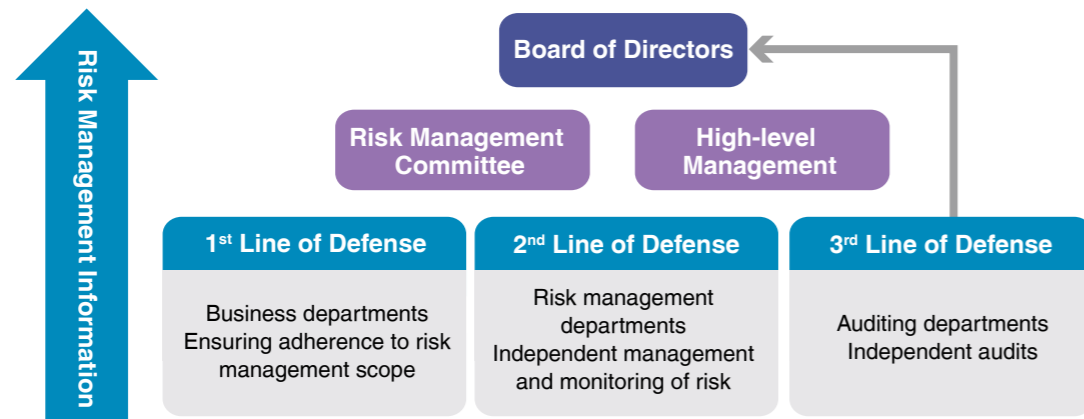 Risk Management Information
Board of Directors
Risk Management
Committee
High-level
Management
1st Line of Defense
Business departments
Ensuring adherence to risk
management scope
2nd Line of Defense
Risk management
departments
Independent management
and monitoring of risk
3rd Line of Defense
Auditing departments
Independent audits